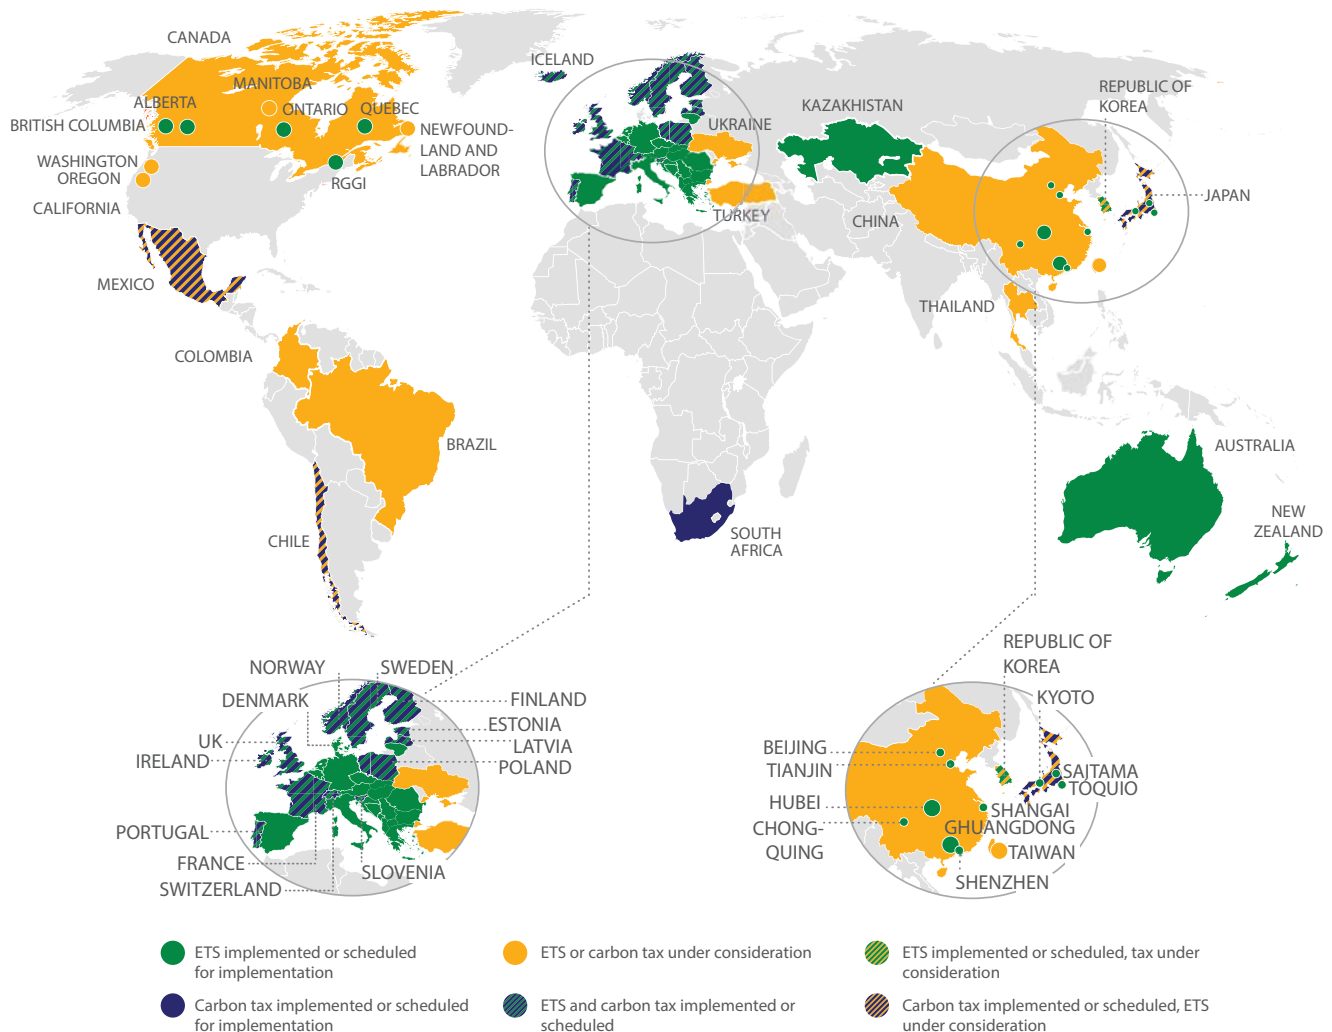 CANADA
MANITOBA
ALBERTA
ONTARIO
QUEBEC
BRITISH COLUMBIA
NEWFOUND-
LAND AND
LABRADOR
WASHINGTON
OREGON
RGGI
CALIFORNIA
MEXICO
COLOMBIA
BRAZIL
CHILE
ICELAND
UKRAINE
TURKEY
KAZAKHSTAN
CHINA
THAILAND
REPUBLIC OF
KOREA
JAPAN
SOUTH
AFRICA
AUSTRALIA
NEW
ZEALAND
NORWAY
SWEDEN
DENMARK
FINLAND
ESTONIA
UK
LATVIA
IRELAND
POLAND
PORTUGAL
FRANCE
SLOVENIA
SWITZERLAND
REPUBLIC OF
KOREA
KYOTO
BEIJING
TIANJIN
SAJTAMA
TOQUIO
HUBEI
SHANGAI
CHONG-
QUING
GHUANGDONG
TAIWAN
SHENZHEN
ETS implemented or scheduled
for implementation
ETS or carbon tax under consideration
ETS implemented or scheduled, tax under
consideration
Carbon tax implemented or scheduled
for implementation
ETS and carbon tax implemented or
scheduled
Carbon tax implemented or scheduled, ETS
under consideration